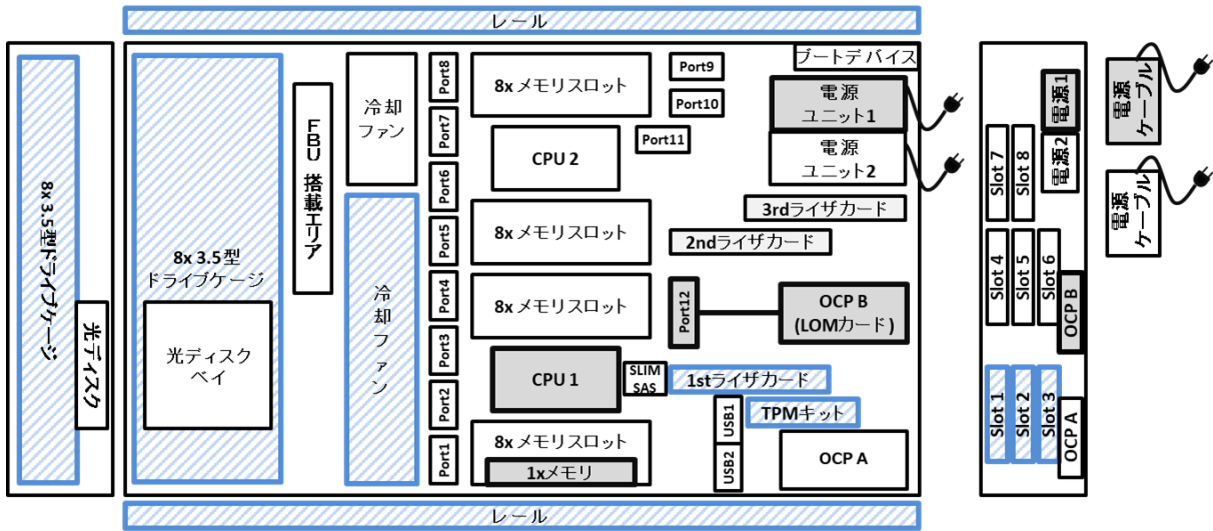 レール
8x 3.5型ドライブケージ
光ディスク
8x 3.5型
ドライブケージ
光ディスク
ベイ
FBU 搭載エリア
冷却
ファン
冷却ファン
Port8
Port7
Port6
Port5
Port4
Port3
Port2
Port1
8x メモリスロット
CPU 2
8x メモリスロット
8x メモリスロット
CPU 1
8x メモリスロット
1xメモリ
Port9
Port10
Port11
Port12
SLIM
SAS
ブートデバイス
電源
ユニット1
電源
ユニット2
3rdライザカード
2ndライザカード
OCP B
(LOMカード)
1stライザカード
TPMキット
USB1
USB2
OCP A
レール
電源1
電源2
Slot 7
Slot 8
Slot 4
Slot 5
Slot 6
OCP B
Slot 1
Slot 2
Slot 3
OCP A
電源
ケーブル
電源
ケーブル